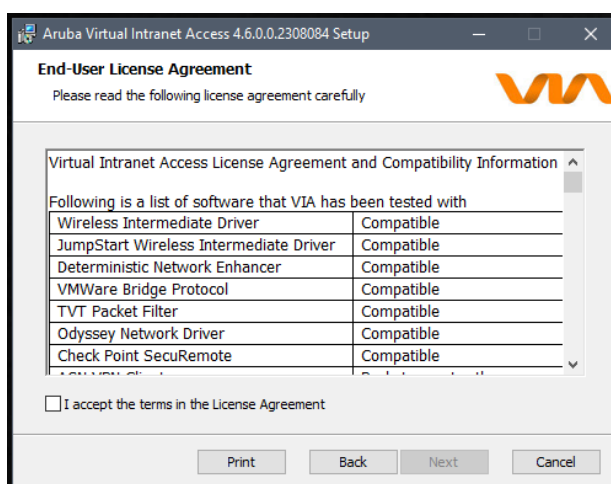 Aruba Virtual Intranet Access 4.6.0.0.2308084 Setup
End-User License Agreement
Please read the following license agreement carefully
VIA
Virtual Intranet Access License Agreement and Compatibility Information
Following is a list of software that VIA has been tested with
Wireless Intermediate Driver Compatible
JumpStart Wireless Intermediate Driver Compatible
Deterministic Network Enhancer Compatible
VMWare Bridge Protocol Compatible
TVT Packet Filter Compatible
Odyssey Network Driver Compatible
Check Point SecuRemote Compatible
I accept the terms in the License Agreement
Print Back Next Cancel